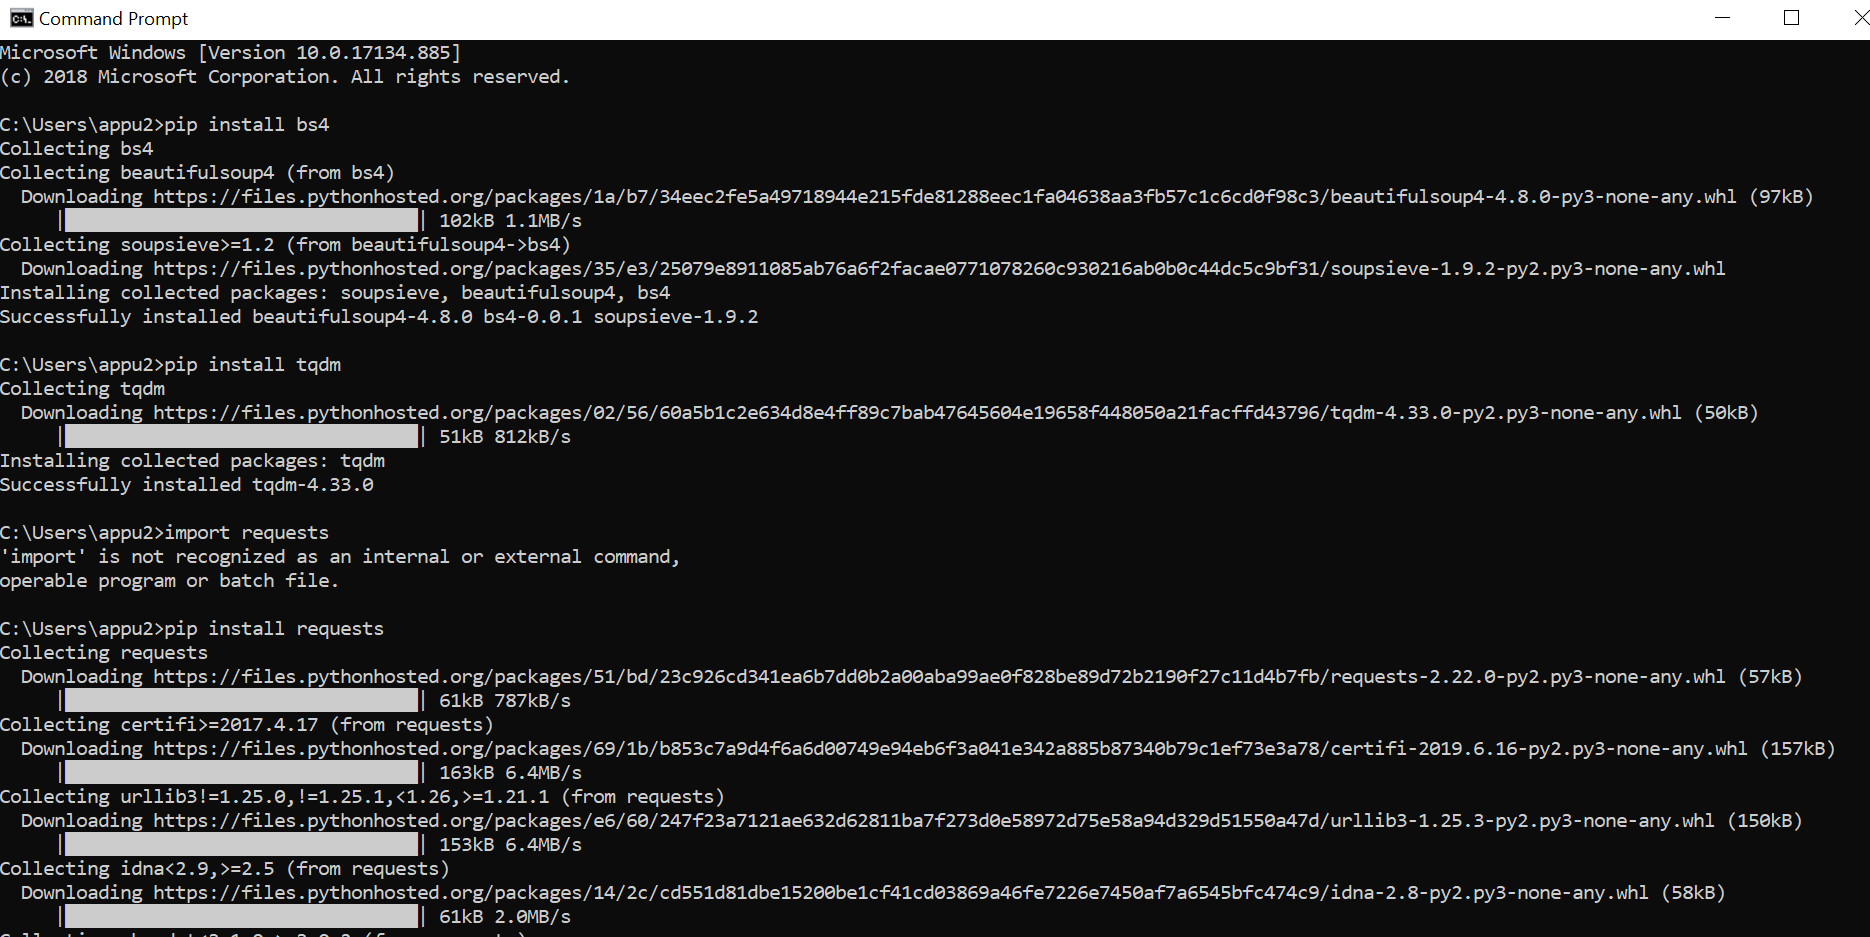 Command Prompt
Microsoft Windows [Version 10.0.17134.885]
(c) 2018 Microsoft Corporation. All rights reserved.
C:\Users\appu2>pip install bs4
Collecting bs4
Collecting beautifulsoup4 (from bs4)
Downloading https://files.pythonhosted.org/packages/1a/b7/34eec2fe5a49718944e215fde81288eec1fa04638aa3fb57c1c6cd0f98c3/beautifulsoup4-4.8.0-py3-none-any.whl (97kB)
| | 102kB 1.1MB/s
Collecting soupsieve>=1.2 (from beautifulsoup4->bs4)
Downloading https://files.pythonhosted.org/packages/35/e3/25079e8911085ab76a6f2facae0771078260c930216ab0b0c44dc5c9bf31/soupsieve-1.9.2-py2.py3-none-any.whl
Installing collected packages: soupsieve, beautifulsoup4, bs4
Successfully installed beautifulsoup4-4.8.0 bs4-0.0.1 soupsieve-1.9.2
C:\Users\appu2>pip install tqdm
Collecting tqdm
Downloading https://files.pythonhosted.org/packages/02/56/60a5b1c2e634d8e4ff89c7bab47645604e19658f448050a21facffd43796/tqdm-4.33.0-py2.py3-none-any.whl (50kB)
| | 51kB 812kB/s
Installing collected packages: tqdm
Successfully installed tqdm-4.33.0
C:\Users\appu2>import requests
'import' is not recognized as an internal or external command,
operable program or batch file.
C:\Users\appu2>pip install requests
Collecting requests
Downloading https://files.pythonhosted.org/packages/51/bd/23c926cd341ea6b7dd0b2a00aba99ae0f828be89d72b2190f27c11d4b7fb/requests-2.22.0-py2.py3-none-any.whl (57kB)
| | 61kB 787kB/s
Collecting certifi>=2017.4.17 (from requests)
Downloading https://files.pythonhosted.org/packages/69/1b/b853c7a9d4f6a6d00749e94eb6f3a041e342a885b87340b79c1ef73e3a78/certifi-2019.6.16-py2.py3-none-any.whl (157kB)
| | 163kB 6.4MB/s
Collecting urllib3!=1.25.0,!=1.25.1,<1.26,>=1.21.1 (from requests)
Downloading https://files.pythonhosted.org/packages/e6/60/247f23a7121ae632d62811ba7f273d0e58972d75e58a94d329d51550a47d/urllib3-1.25.3-py2.py3-none-any.whl (150kB)
| | 153kB 6.4MB/s
Collecting idna<2.9,>=2.5 (from requests)
Downloading https://files.pythonhosted.org/packages/14/2c/cd551d81dbe15200be1cf41cd03869a46fe7226e7450af7a6545bfc474c9/idna-2.8-py2.py3-none-any.whl (58kB)
| | 61kB 2.0MB/s